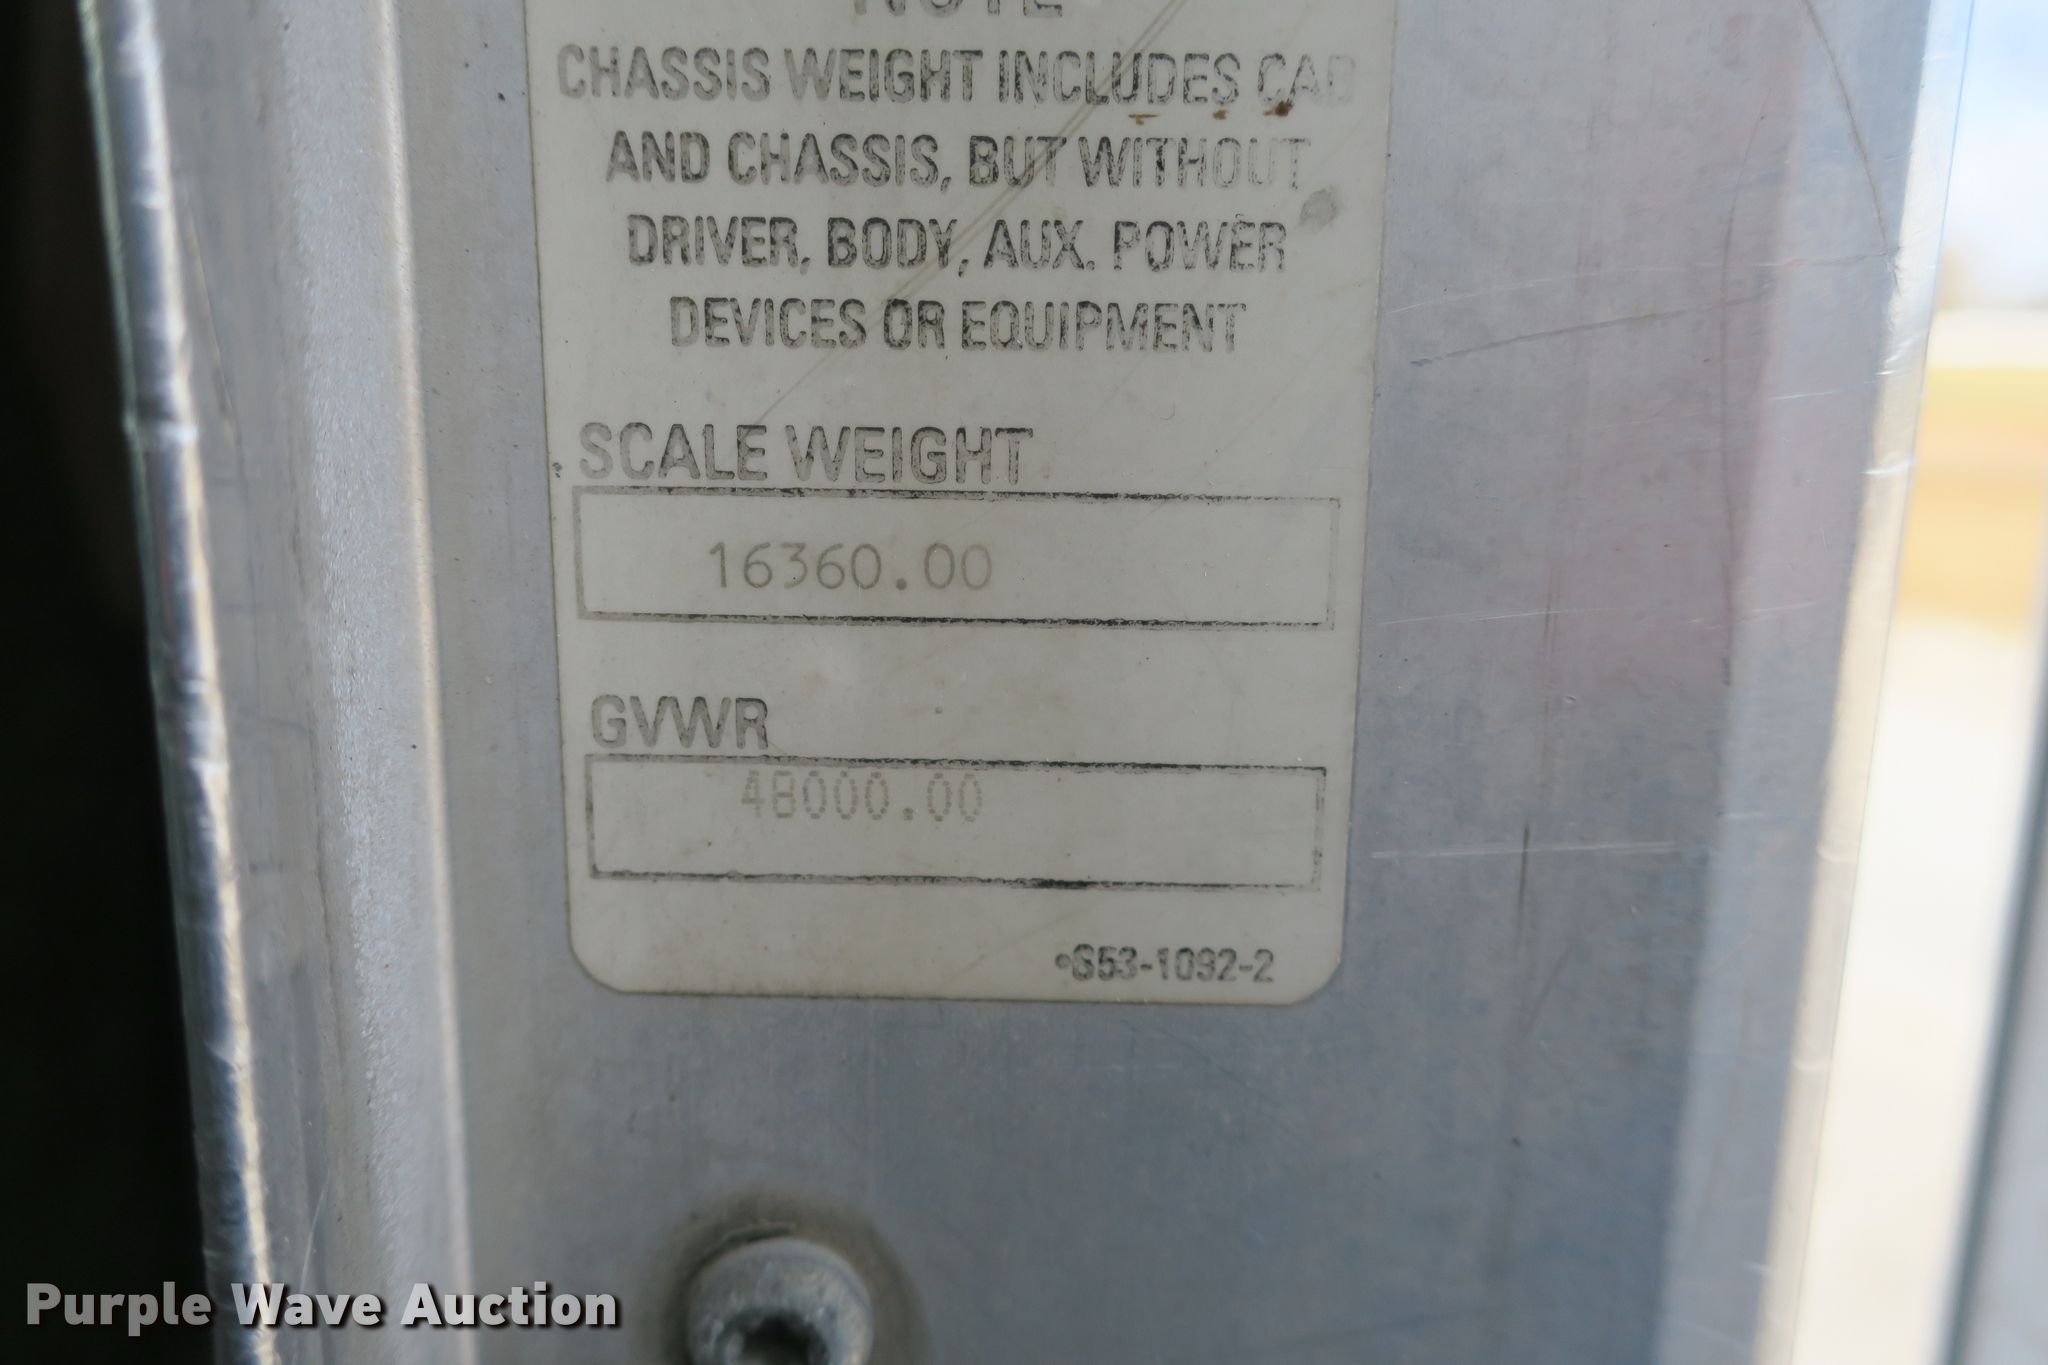 NOTE
CHASSIS WEIGHT INCLUDES CAB
AND CHASSIS, BUT WITHOUT
DRIVER, BODY, AUX. POWER
DEVICES OR EQUIPMENT
SCALE WEIGHT
16360.00
GVWR
48000.00
S53-1092-2
Purple Wave Auction